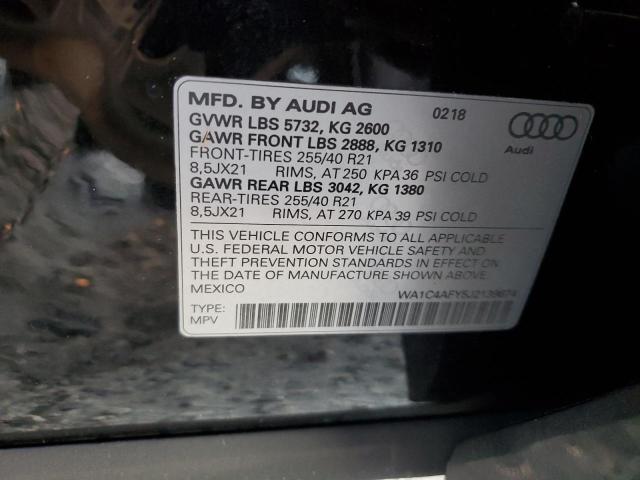 MFD. BY AUDI AG 0218
GVWR LBS 5732, KG 2600
GAWR FRONT LBS 2888, KG 1310
FRONT-TIRES 255/40 R21
8,5JX21 RIMS, AT 250 KPA 36 PSI COLD
GAWR REAR LBS 3042, KG 1380
REAR-TIRES 255/40 R21
8,5JX21 RIMS, AT 270 KPA 39 PSI COLD
Audi
THIS VEHICLE CONFORMS TO ALL APPLICABLE
U.S. FEDERAL MOTOR VEHICLE SAFETY AND
THEFT PREVENTION STANDARDS IN EFFECT ON
THE DATE OF MANUFACTURE SHOWN ABOVE.
MEXICO
WA1C4AFY5J2139674
TYPE:
MPV